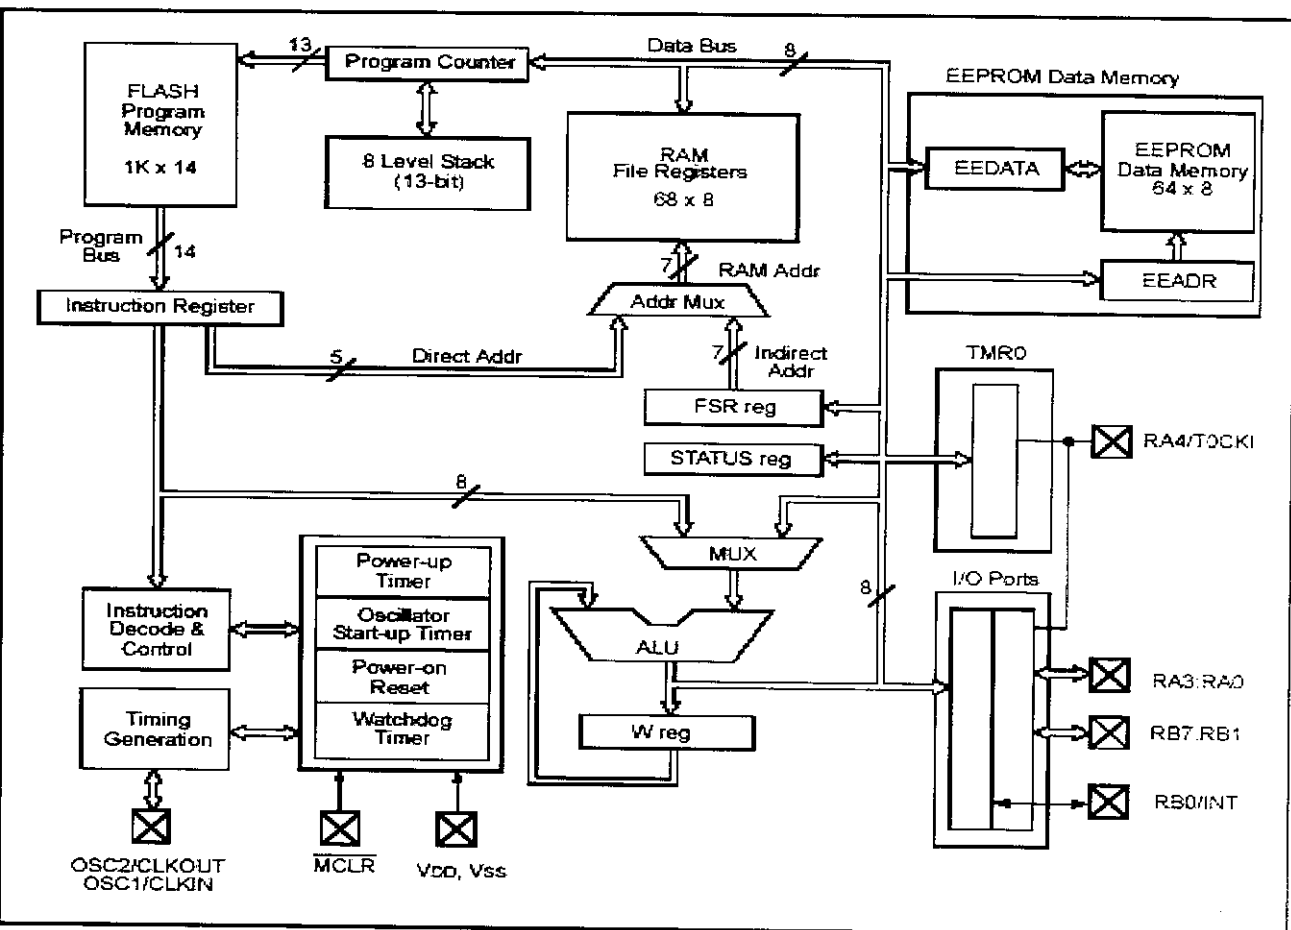 13
Program Counter
Data Bus
8
EEPROM Data Memory
FLASH
Program
Memory
1K x 14
8 Level Stack
(13-bit)
RAM
File Registers
68 x 8
EEDATA
EEPROM
Data Memory
64 x 8
Program
Bus
14
7
RAM Addr
EEADR
Instruction Register
Addr Mux
5
Direct Addr
7
Indirect
Addr
TMR0
FSR reg
STATUS reg
RA4/T0CKI
8
MUX
Power-up
Timer
I/O Ports
8
Instruction
Decode &
Control
Oscillator
Start-up Timer
ALU
Power-on
Reset
RA3:RA0
Timing
Generation
Watchdog
Timer
W reg
RB7:RB1
RB0/INT
OSC2/CLKOUT
OSC1/CLKIN
MCLR
VDD, VSS